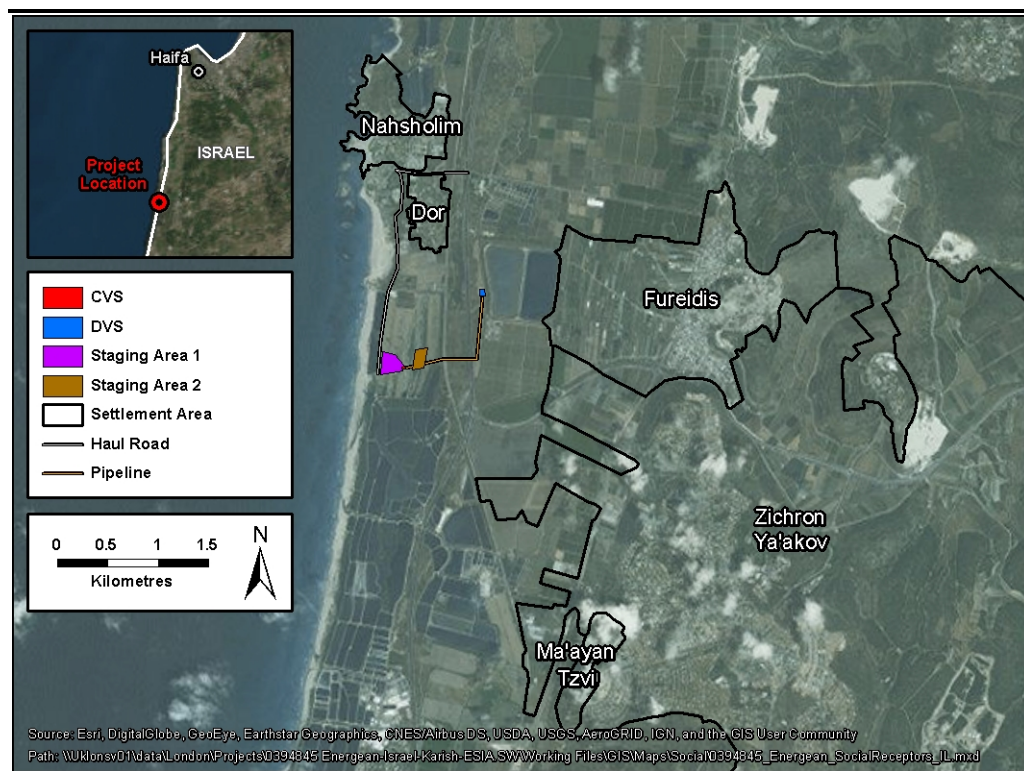 Haifa
ISRAEL
Project
Location
CVS
DVS
Staging Area 1
Staging Area 2
Settlement Area
Haul Road
Pipeline
0 0.5 1 1.5
Kilometres
N
Nahsholim
Dor
Fureidis
Zichron
Ya'akov
Ma'ayan
Tzvi
Source: Esri, DigitalGlobe, GeoEye, Earthstar Geographics, CNES/Airbus DS, USDA, USGS, AeroGRID, IGN, and the GIS User Community
Path: \\Uklonsv01\data\London\Projects\0394845 Energean-Israel-Karish-ESIA.SW\Working Files\GIS\Maps\Social\0394845_Energean_SocialReceptors_IL.mxd